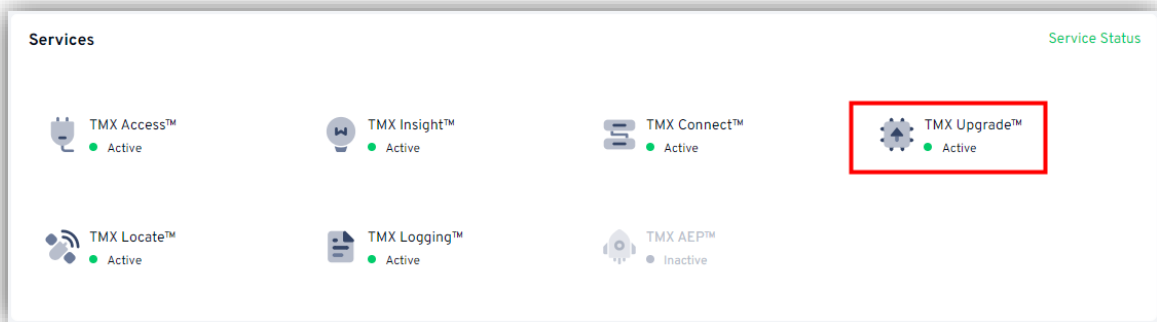 Services
Service Status
TMX Access™
Active
TMX Insight™
Active
TMX Connect™
Active
TMX Upgrade™
Active
TMX Locate™
Active
TMX Logging™
Active
TMX AEP™
Inactive